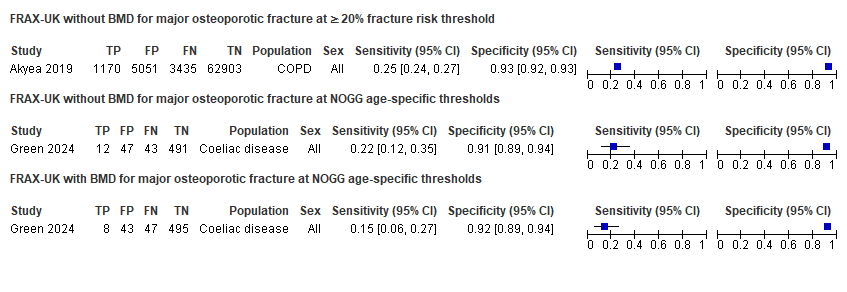 FRAX-UK without BMD for major osteoporotic fracture at ≥ 20% fracture risk threshold
Study TP FP FN TN Population Sex Sensitivity (95% CI) Specificity (95% CI) Sensitivity (95% CI) Specificity (95% CI)
Akyea 2019 1170 5051 3435 62903 COPD All 0.25 [0.24, 0.27] 0.93 [0.92, 0.93]
0 0.2 0.4 0.6 0.8 1 0 0.2 0.4 0.6 0.8 1
FRAX-UK without BMD for major osteoporotic fracture at NOGG age-specific thresholds
Study TP FP FN TN Population Sex Sensitivity (95% CI) Specificity (95% CI) Sensitivity (95% CI) Specificity (95% CI)
Green 2024 12 47 43 491 Coeliac disease All 0.22 [0.12, 0.35] 0.91 [0.89, 0.94]
0 0.2 0.4 0.6 0.8 1 0 0.2 0.4 0.6 0.8 1
FRAX-UK with BMD for major osteoporotic fracture at NOGG age-specific thresholds
Study TP FP FN TN Population Sex Sensitivity (95% CI) Specificity (95% CI) Sensitivity (95% CI) Specificity (95% CI)
Green 2024 8 43 47 495 Coeliac disease All 0.15 [0.06, 0.27] 0.92 [0.89, 0.94]
0 0.2 0.4 0.6 0.8 1 0 0.2 0.4 0.6 0.8 1